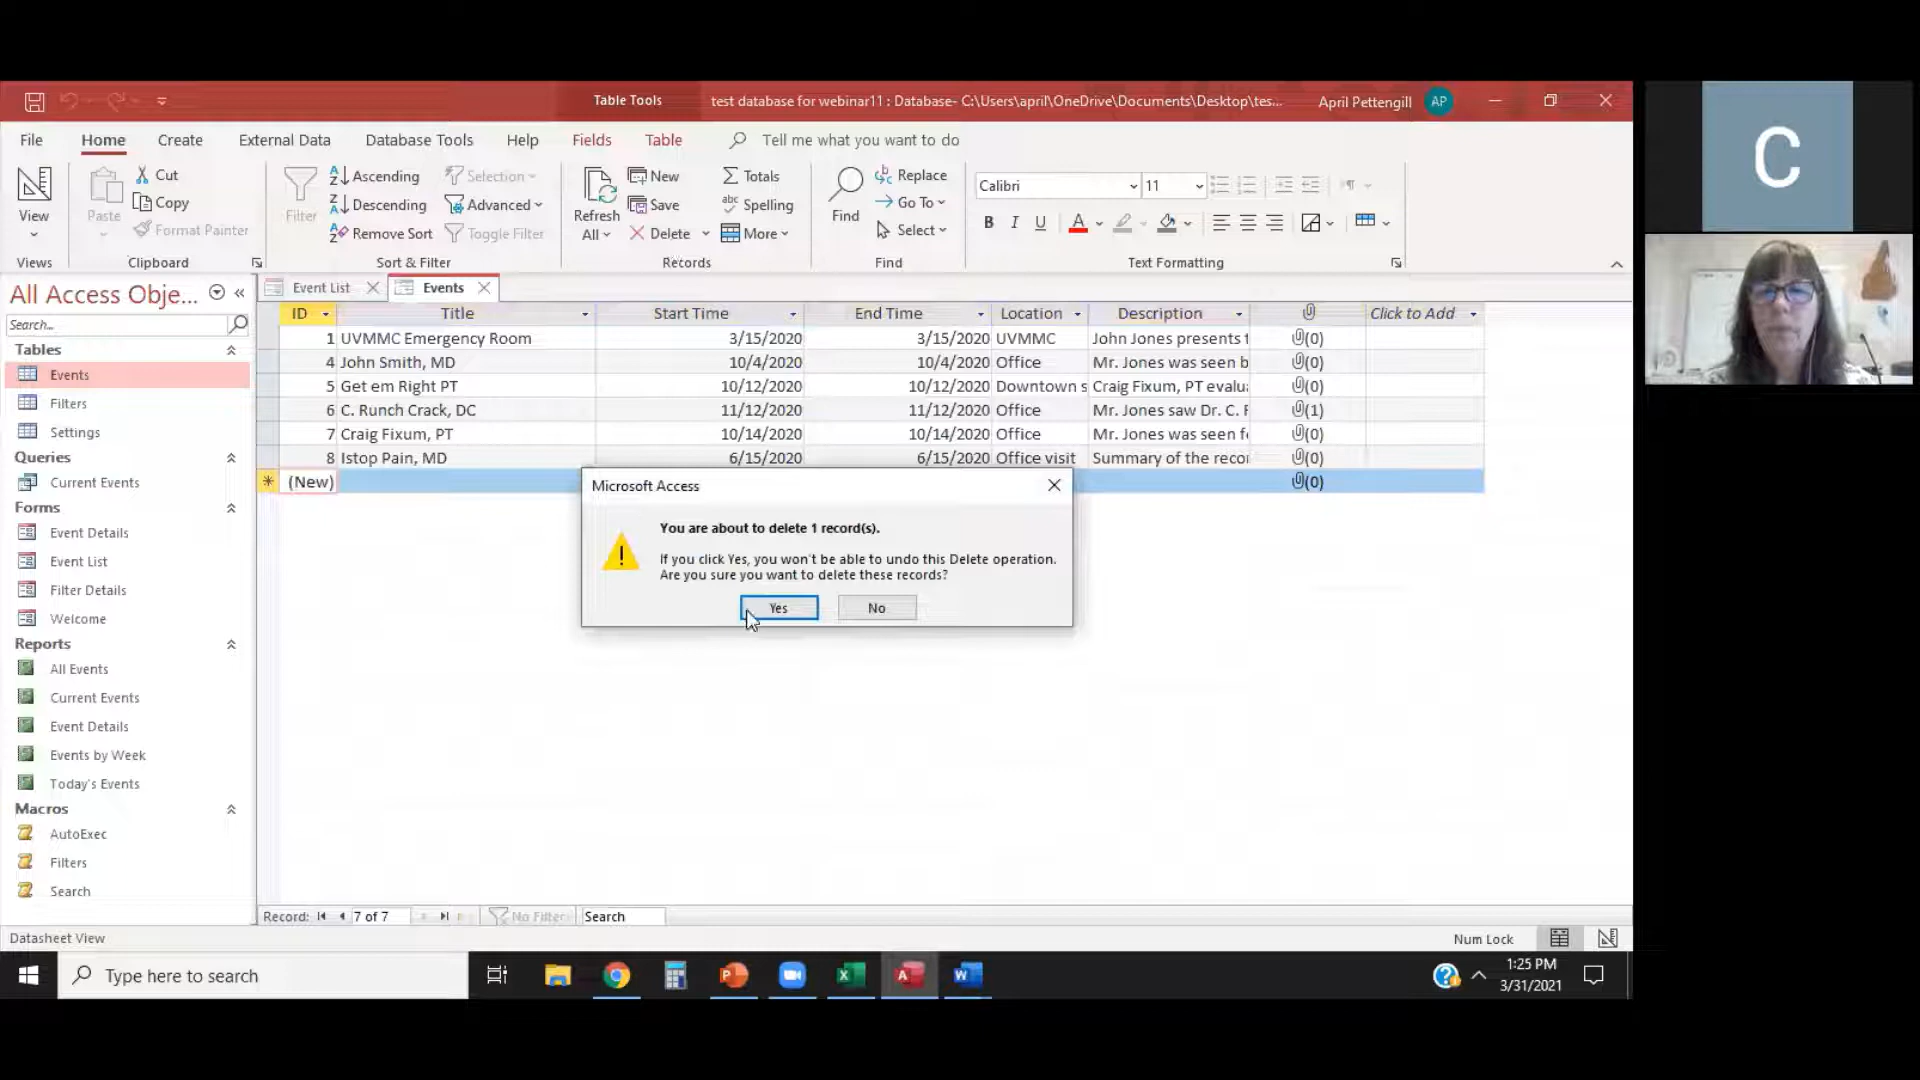 Table Tools
test database for webinar11 : Database- C:\Users\april\OneDrive\Documents\Desktop\tes...
April Pettengill
AP
File
Home
Create
External Data
Database Tools
Help
Fields
Table
Tell me what you want to do
View
Views
Paste
Cut
Copy
Format Painter
Clipboard
Filter
Ascending
Descending
Remove Sort
Selection
Advanced
Toggle Filter
Sort & Filter
Refresh
All
New
Save
Delete
Totals
Spelling
More
Records
Find
Replace
Go To
Select
Find
Calibri
11
B I U
A
Text Formatting
All Access Obje...
Search...
Tables
Events
Filters
Settings
Queries
Current Events
Forms
Event Details
Event List
Filter Details
Welcome
Reports
All Events
Current Events
Event Details
Events by Week
Today's Events
Macros
AutoExec
Filters
Search
Event List
Events
ID Title Start Time End Time Location Description Click to Add
1 UVMMC Emergency Room 3/15/2020 3/15/2020 UVMMC John Jones presents t (0)
4 John Smith, MD 10/4/2020 10/4/2020 Office Mr. Jones was seen b (0)
5 Get em Right PT 10/12/2020 10/12/2020 Downtown s Craig Fixum, PT evalu (0)
6 C. Runch Crack, DC 11/12/2020 11/12/2020 Office Mr. Jones saw Dr. C. F (1)
7 Craig Fixum, PT 10/14/2020 10/14/2020 Office Mr. Jones was seen f (0)
8 Istop Pain, MD 6/15/2020 6/15/2020 Office visit Summary of the recor (0)
* (New) (0)
Microsoft Access
You are about to delete 1 record(s).
If you click Yes, you won't be able to undo this Delete operation.
Are you sure you want to delete these records?
Yes
No
Record: 7 of 7 No Filter Search
Datasheet View
Num Lock
Type here to search
1:25 PM
3/31/2021
C